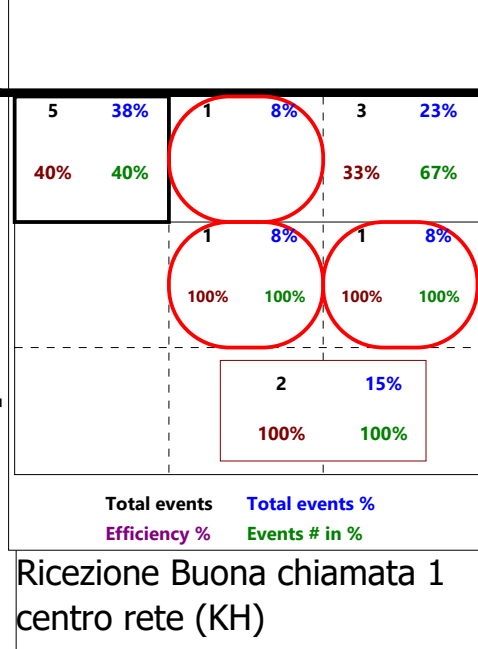 5 38% 1 8% 3 23%
40% 40% 33% 67%
1 8% 1 8%
100% 100% 100% 100%
2 15%
100% 100%
Total events Total events %
Efficiency % Events # in %
Ricezione Buona chiamata 1
centro rete (KH)